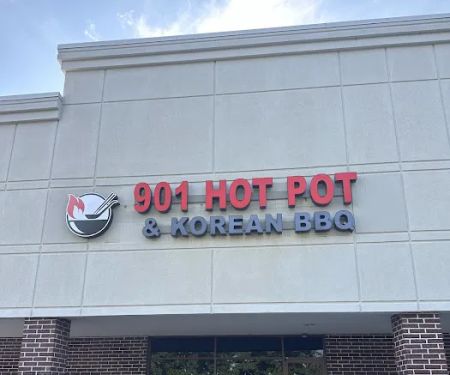 901 HOT POT
& KOREAN BBQ